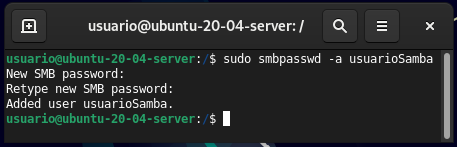 usuario@ubuntu-20-04-server: /
usuario@ubuntu-20-04-server:/$ sudo smbpasswd -a usuarioSamba
New SMB password:
Retype new SMB password:
Added user usuarioSamba.
usuario@ubuntu-20-04-server:/$